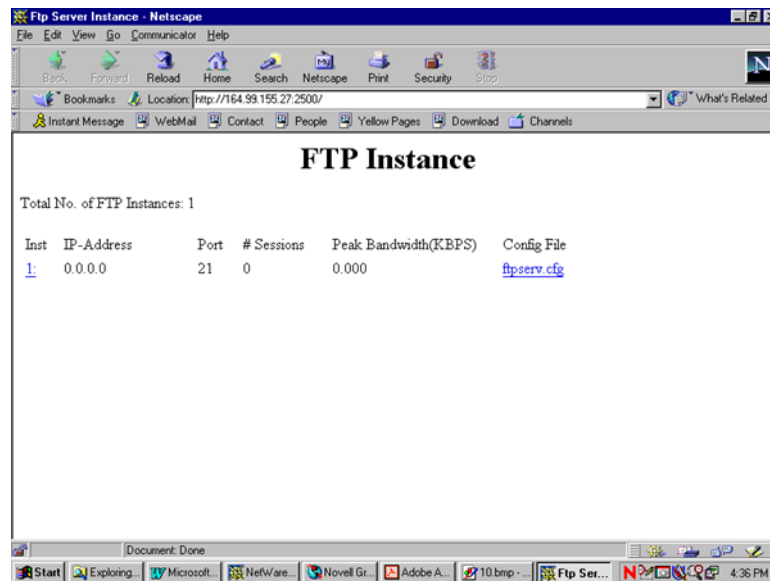 Ftp Server Instance - Netscape
File Edit View Go Communicator Help
Back Forward Reload Home Search Netscape Print Security Stop
My
N
Bookmarks Location: http://164.99.155.27:2500/ What's Related
Instant Message WebMail Contact People Yellow Pages Download Channels
FTP Instance
Total No. of FTP Instances: 1
Inst IP-Address Port # Sessions Peak Bandwidth(KBPS) Config File
1: 0.0.0.0 21 0 0.000 ftpserv.cfg
Document: Done
Start Exploring... Microsoft... NetWare... Novell Gr... Adobe A... 10.bmp - ... Ftp Ser... N 4:36 PM